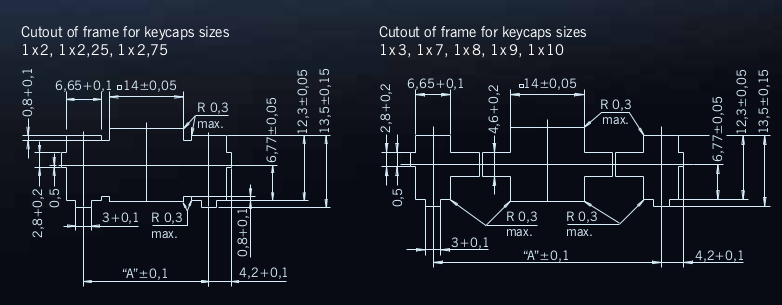 Cutout of frame for keycaps sizes
1x2, 1x2,25, 1x2,75
0,8+0,1
6,65+0,1
▫14±0,05
R 0,3
max.
6,77±0,05
12,3±0,05
13,5±0,15
2,8+0,2
0,5
3+0,1
R 0,3
max.
0,8+0,1
"A"±0,1
4,2+0,1
Cutout of frame for keycaps sizes
1x3, 1x7, 1x8, 1x9, 1x10
2,8+0,2
6,65+0,1
4,6+0,2
▫14±0,05
R 0,3
max.
6,77±0,05
12,3±0,05
13,5±0,15
0,5
R 0,3
max.
R 0,3
max.
3+0,1
"A"±0,1
4,2+0,1